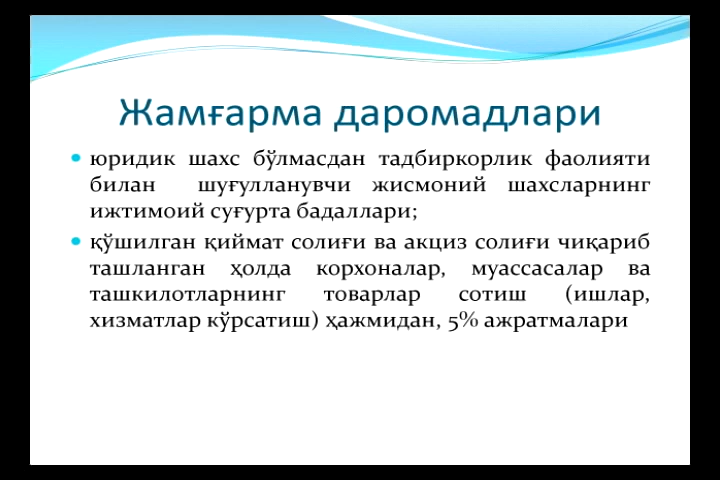 Жамғарма даромадлари
• юридик шахс бўлмасдан тадбиркорлик фаолияти
билан шуғулланувчи жисмоний шахсларнинг
ижтимоий суғурта бадаллари;
• қўшилган қиймат солиғи ва акциз солиғи чиқариб
ташланган ҳолда корхоналар, муассасалар ва
ташкилотларнинг товарлар сотиш (ишлар,
хизматлар кўрсатиш) ҳажмидан, 5% ажратмалари